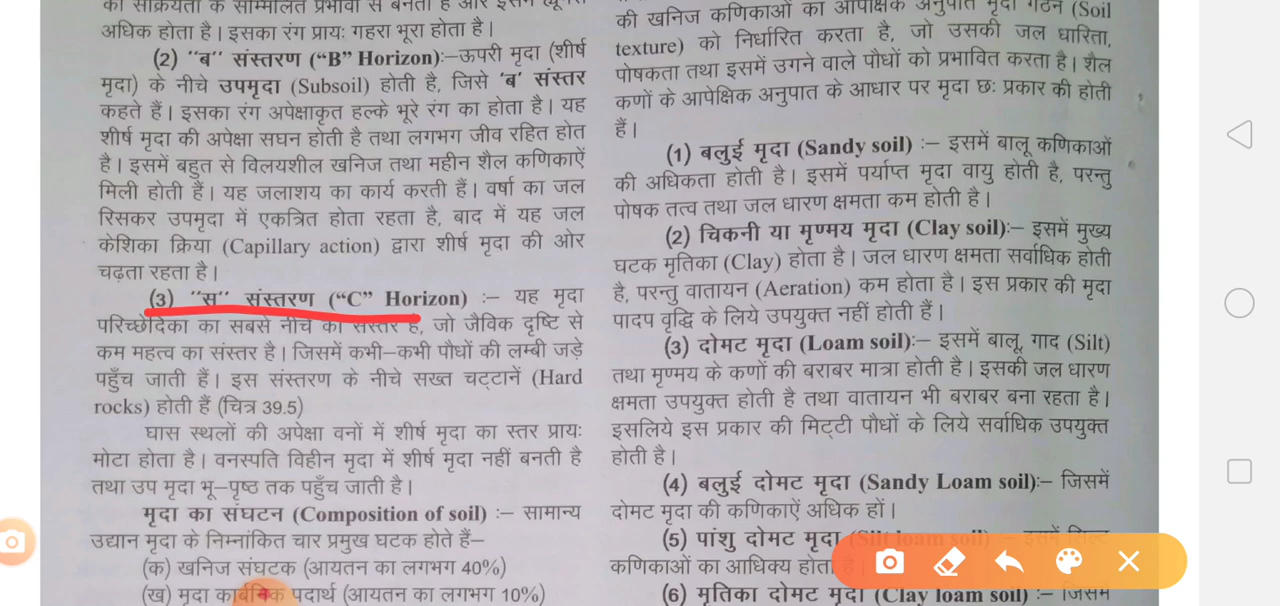 अधिक होता है। इसका रंग प्रायः गहरा भूरा होता है।
(2) "ब" संस्तरण ("B" Horizon):–ऊपरी मृदा (शीर्ष
मृदा) के नीचे उपमृदा (Subsoil) होती है, जिसे 'ब' संस्तर
कहते हैं। इसका रंग अपेक्षाकृत हल्के भूरे रंग का होता है। यह
शीर्ष मृदा की अपेक्षा सघन होती है तथा लगभग जीव रहित होत
है। इसमें बहुत से विलयशील खनिज तथा महीन शैल कणिकाऐं
मिली होती हैं। यह जलाशय का कार्य करती हैं। वर्षा का जल
रिसकर उपमृदा में एकत्रित होता रहता है, बाद में यह जल
केशिका क्रिया (Capillary action) द्वारा शीर्ष मृदा की ओर
चढ़ता रहता है।
(3) "स" संस्तरण ("C" Horizon) :– यह मृदा
परिच्छेदिका का सबसे नीचे का संस्तर है, जो जैविक दृष्टि से
कम महत्व का संस्तर है। जिसमें कभी–कभी पौधों की लम्बी जड़े
पहुँच जाती हैं। इस संस्तरण के नीचे सख्त चट्टानें (Hard
rocks) होती हैं (चित्र 39.5)
घास स्थलों की अपेक्षा वनों में शीर्ष मृदा का स्तर प्रायः
मोटा होता है। वनस्पति विहीन मृदा में शीर्ष मृदा नहीं बनती है
तथा उप मृदा भू–पृष्ठ तक पहुँच जाती है।
मृदा का संघटन (Composition of soil) :– सामान्य
उद्यान मृदा के निम्नांकित चार प्रमुख घटक होते हैं–
(क) खनिज संघटक (आयतन का लगभग 40%)
(ख) मृदा कार्बनिक पदार्थ (आयतन का लगभग 10%)
की खनिज कणिकाओं का आपेक्षिक अनुपात मृदा गठन (Soil
texture) को निर्धारित करता है, जो उसकी जल धारिता,
पोषकता तथा इसमें उगने वाले पौधों को प्रभावित करता है। शैल
कणों के आपेक्षिक अनुपात के आधार पर मृदा छः प्रकार की होती
हैं।
(1) बलुई मृदा (Sandy soil) :– इसमें बालू कणिकाओं
की अधिकता होती है। इसमें पर्याप्त मृदा वायु होती है, परन्तु
पोषक तत्व तथा जल धारण क्षमता कम होती है।
(2) चिकनी या मृण्मय मृदा (Clay soil):– इसमें मुख्य
घटक मृतिका (Clay) होता है। जल धारण क्षमता सर्वाधिक होती
है, परन्तु वातायन (Aeration) कम होता है। इस प्रकार की मृदा
पादप वृद्धि के लिये उपयुक्त नहीं होती हैं।
(3) दोमट मृदा (Loam soil):– इसमें बालू, गाद (Silt)
तथा मृण्मय के कणों की बराबर मात्रा होती है। इसकी जल धारण
क्षमता उपयुक्त होती है तथा वातायन भी बराबर बना रहता है।
इसलिये इस प्रकार की मिट्टी पौधों के लिये सर्वाधिक उपयुक्त
होती है।
(4) बलुई दोमट मृदा (Sandy Loam soil):– जिसमें
दोमट मृदा की कणिकाऐं अधिक हों।
(5) पांशु दोमट मृदा (Silt loam soil) – इसमें सिल्ट
कणिकाओं का आधिक्य होता
(6) मृतिका दोमट मृदा (Clay loam soil) :– जिसमें